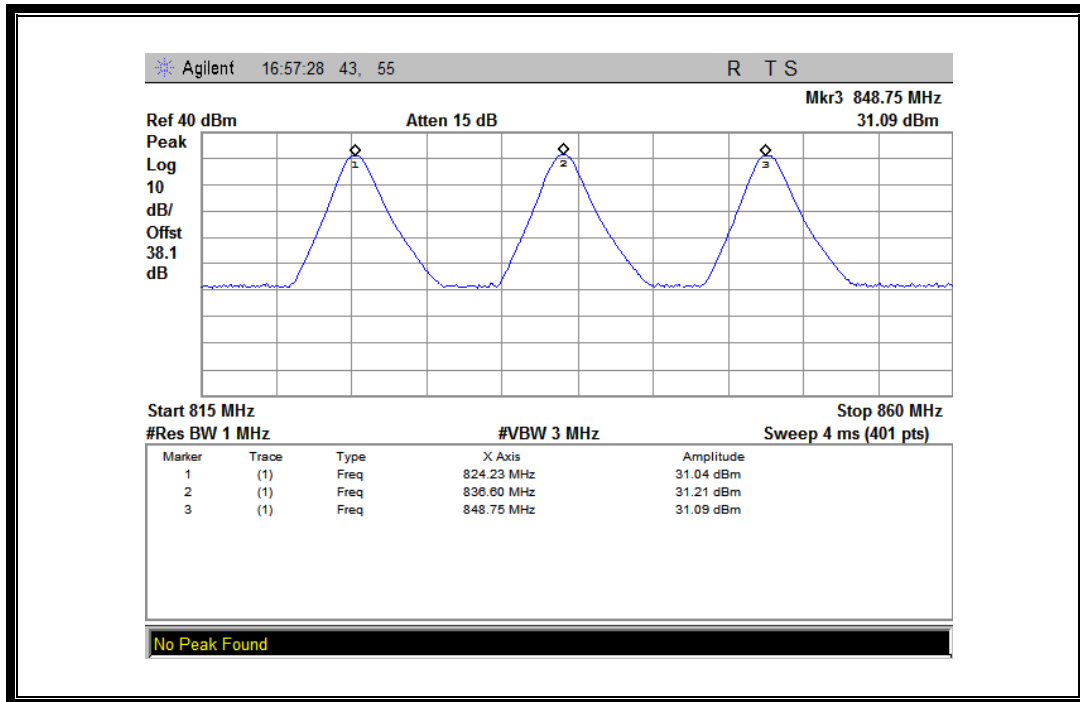 Agilent 16:57:28 43, 55 R T S
Mkr3 848.75 MHz
Ref 40 dBm Atten 15 dB 31.09 dBm
Peak
Log
10
dB/
Offst
38.1
dB
1 2 3
Start 815 MHz Stop 860 MHz
#Res BW 1 MHz #VBW 3 MHz Sweep 4 ms (401 pts)
Marker Trace Type X Axis Amplitude
1 (1) Freq 824.23 MHz 31.04 dBm
2 (1) Freq 836.60 MHz 31.21 dBm
3 (1) Freq 848.75 MHz 31.09 dBm
No Peak Found